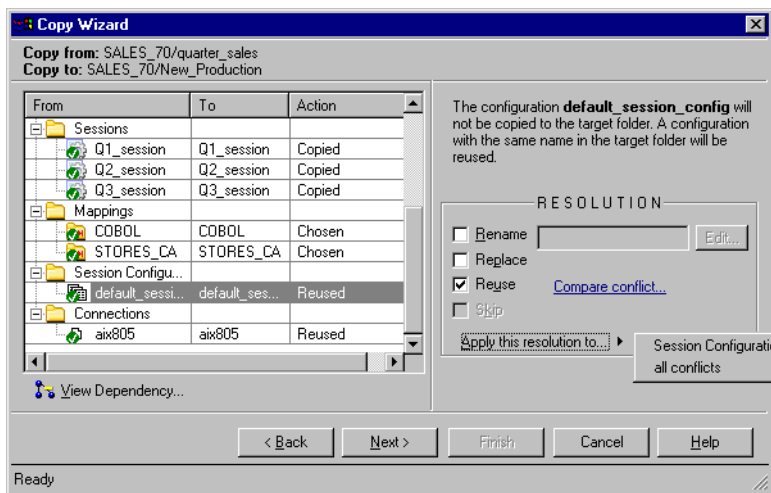 Copy Wizard
Copy from: SALES_70/quarter_sales
Copy to: SALES_70/New_Production
From To Action
Sessions
Q1_session Q1_session Copied
Q2_session Q2_session Copied
Q3_session Q3_session Copied
Mappings
COBOL COBOL Chosen
STORES_CA STORES_CA Chosen
Session Configu...
default_sessi... default_ses... Reused
Connections
aix805 aix805 Reused
View Dependency...
The configuration default_session_config will
not be copied to the target folder. A configuration
with the same name in the target folder will be
reused.
RESOLUTION
Rename Edit...
Replace
Reuse Compare conflict...
Skip
Apply this resolution to...
Session Configurati
all conflicts
< Back Next > Finish Cancel Help
Ready